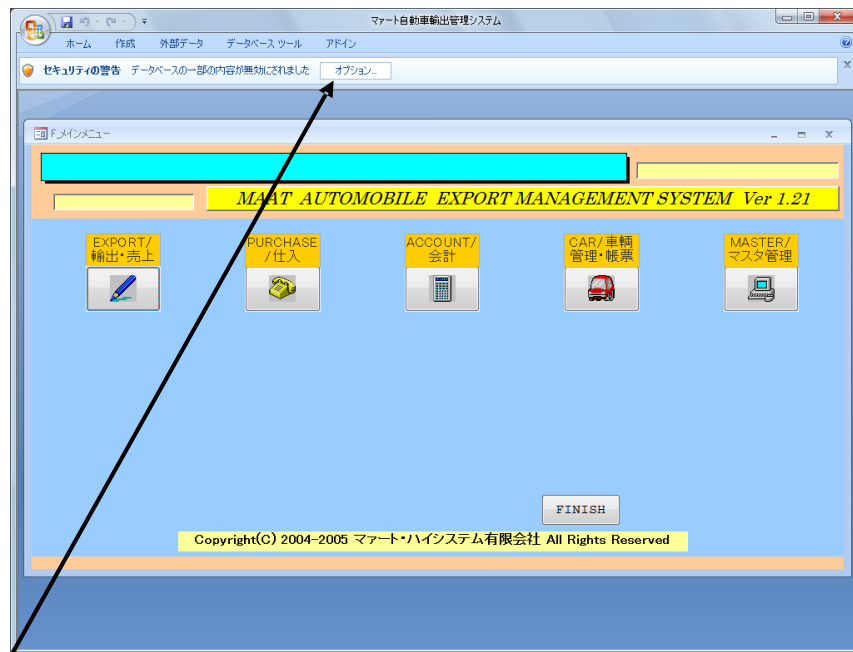 マァート自動車輸出管理システム
ホーム 作成 外部データ データベース ツール アドイン
セキュリティの警告 データベースの一部の内容が無効にされました オプション...
F_メインメニュー
MAAT AUTOMOBILE EXPORT MANAGEMENT SYSTEM Ver 1.21
EXPORT/
輸出・売上
PURCHASE
/仕入
ACCOUNT/
会計
CAR/車輌
管理・帳票
MASTER/
マスタ管理
FINISH
Copyright(C) 2004-2005 マァート・ハイシステム有限会社 All Rights Reserved